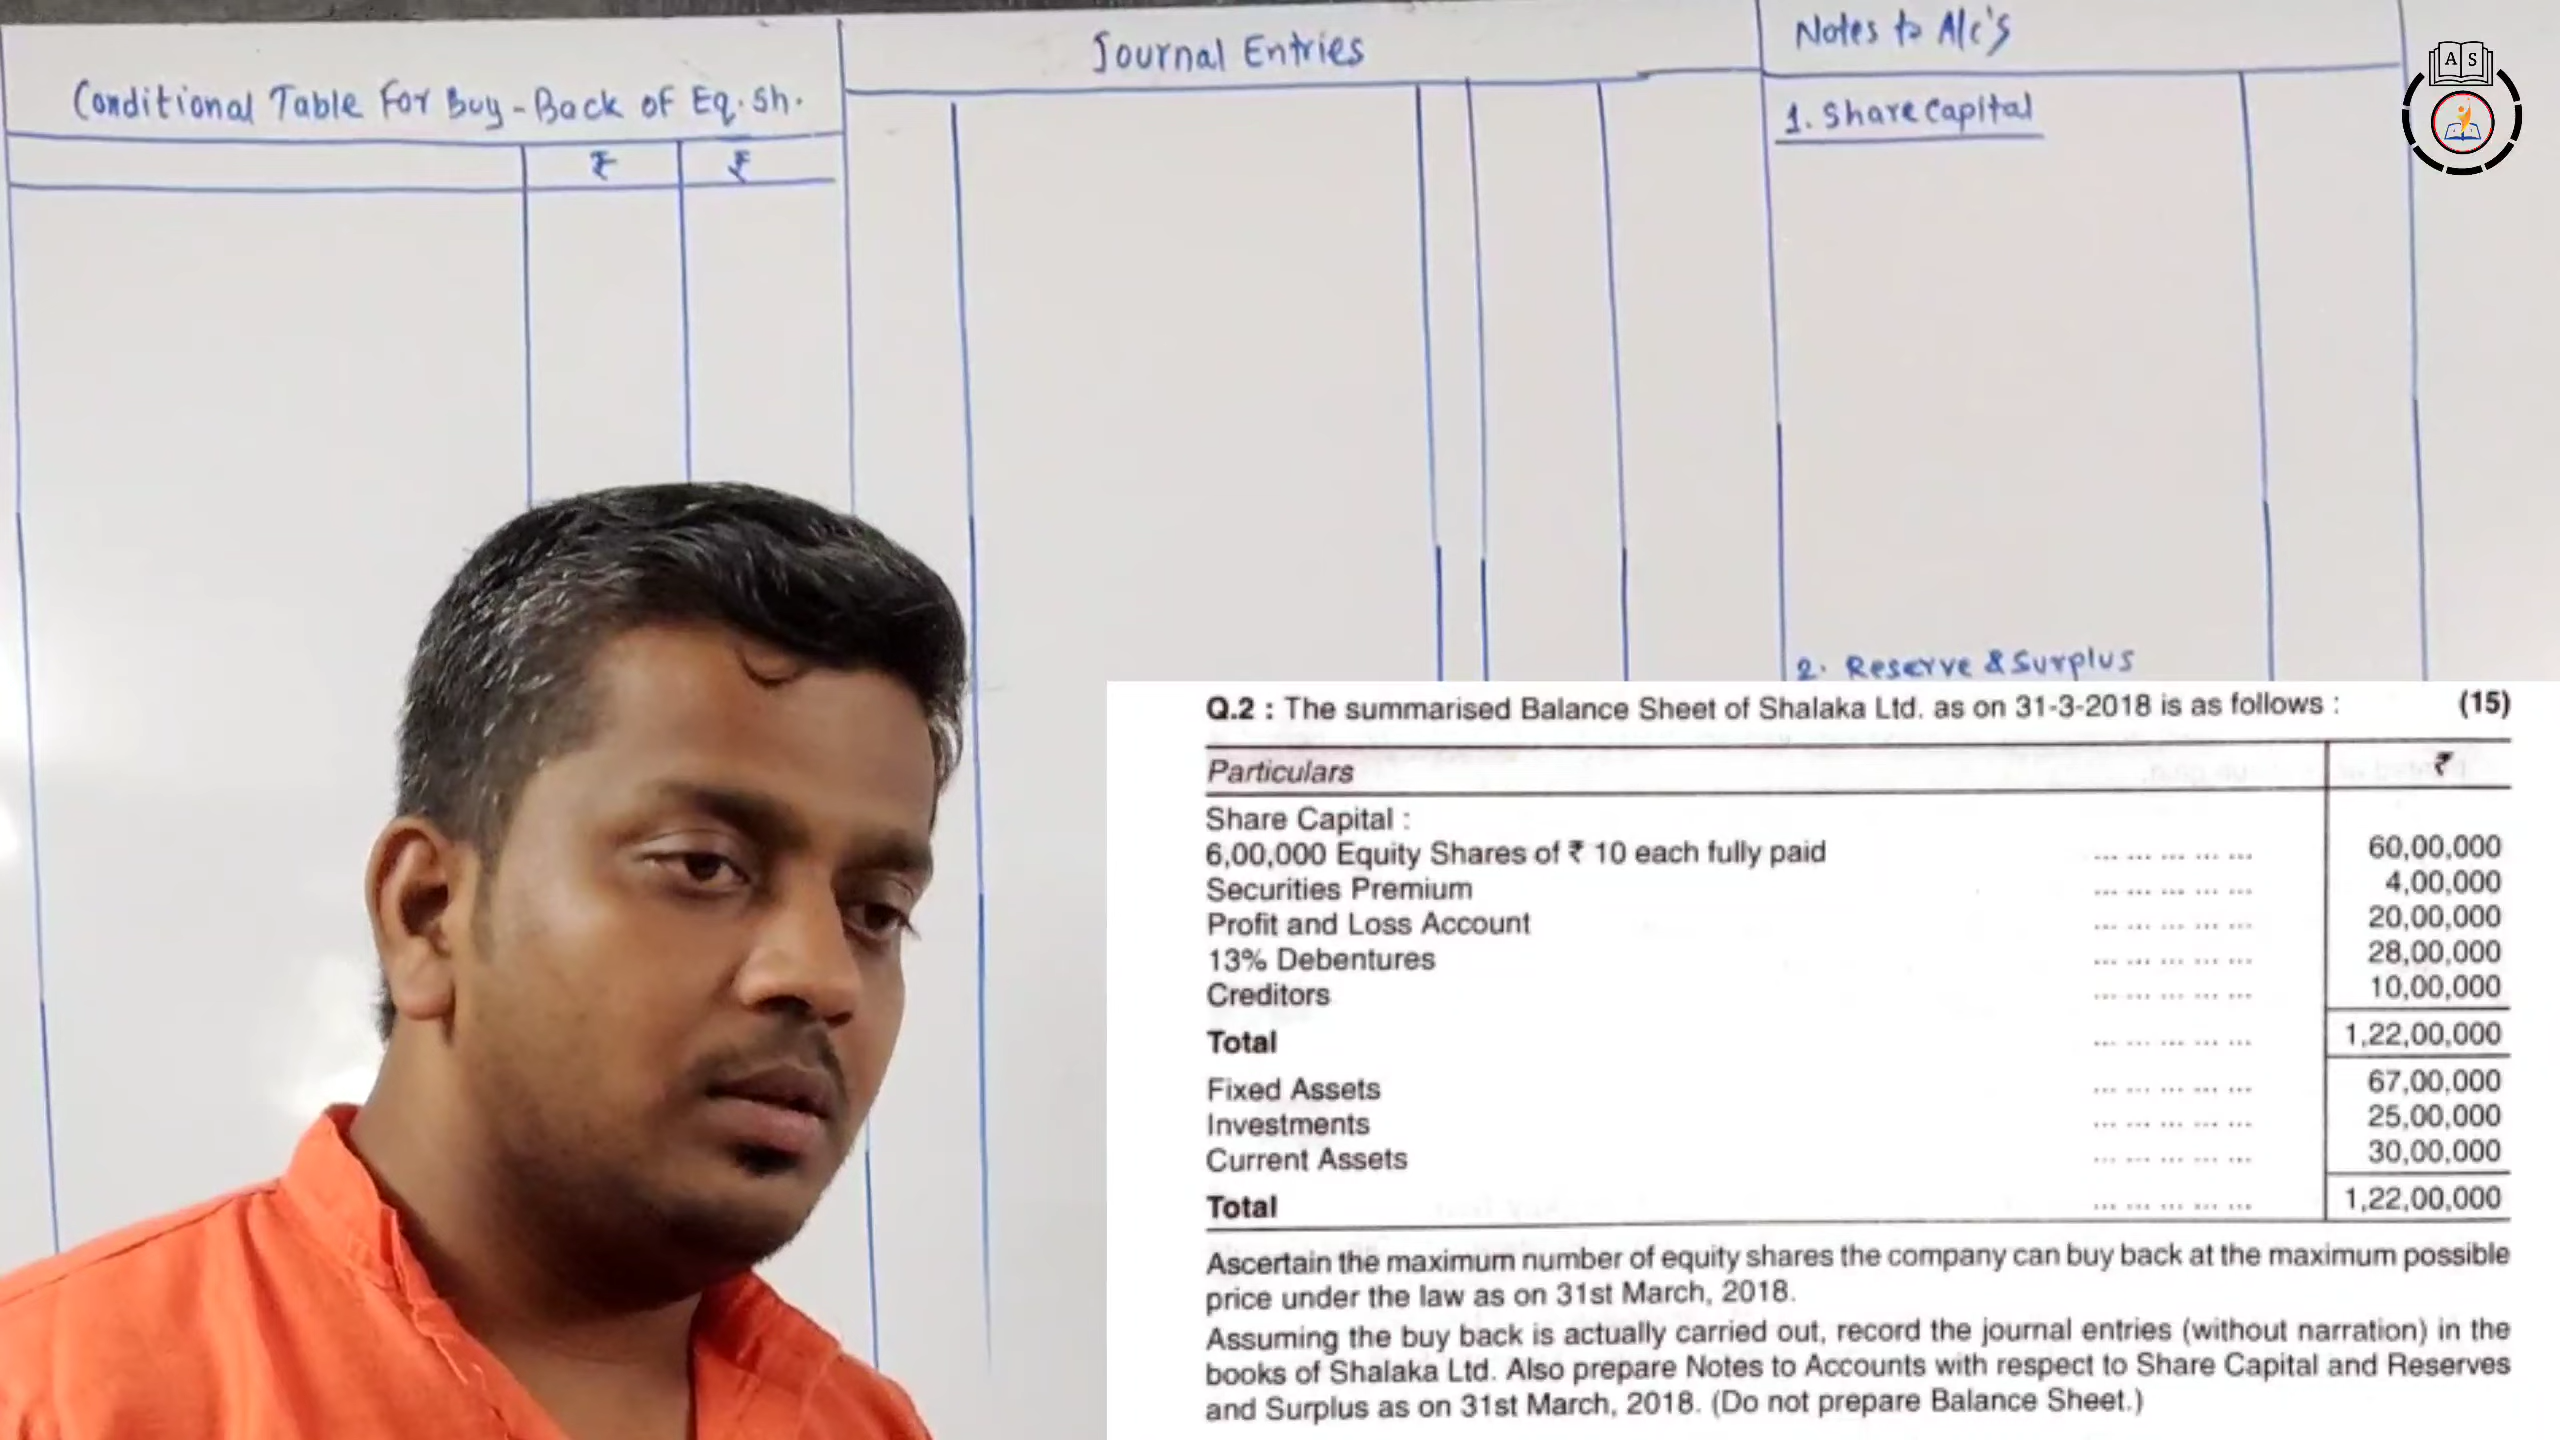 Conditional Table For Buy-Back of Eq. Sh.
₹ ₹
Journal Entries
Notes to A/c's
1. Share Capital
2. Reserve & Surplus
A S
Q.2 : The summarised Balance Sheet of Shalaka Ltd. as on 31-3-2018 is as follows : (15)
Particulars ₹
Share Capital :
6,00,000 Equity Shares of ₹ 10 each fully paid ... ... ... ... ... 60,00,000
Securities Premium ... ... ... ... ... 4,00,000
Profit and Loss Account ... ... ... ... ... 20,00,000
13% Debentures ... ... ... ... ... 28,00,000
Creditors ... ... ... ... ... 10,00,000
Total ... ... ... ... ... 1,22,00,000
Fixed Assets ... ... ... ... ... 67,00,000
Investments ... ... ... ... ... 25,00,000
Current Assets ... ... ... ... ... 30,00,000
Total ... ... ... ... ... 1,22,00,000
Ascertain the maximum number of equity shares the company can buy back at the maximum possible
price under the law as on 31st March, 2018.
Assuming the buy back is actually carried out, record the journal entries (without narration) in the
books of Shalaka Ltd. Also prepare Notes to Accounts with respect to Share Capital and Reserves
and Surplus as on 31st March, 2018. (Do not prepare Balance Sheet.)